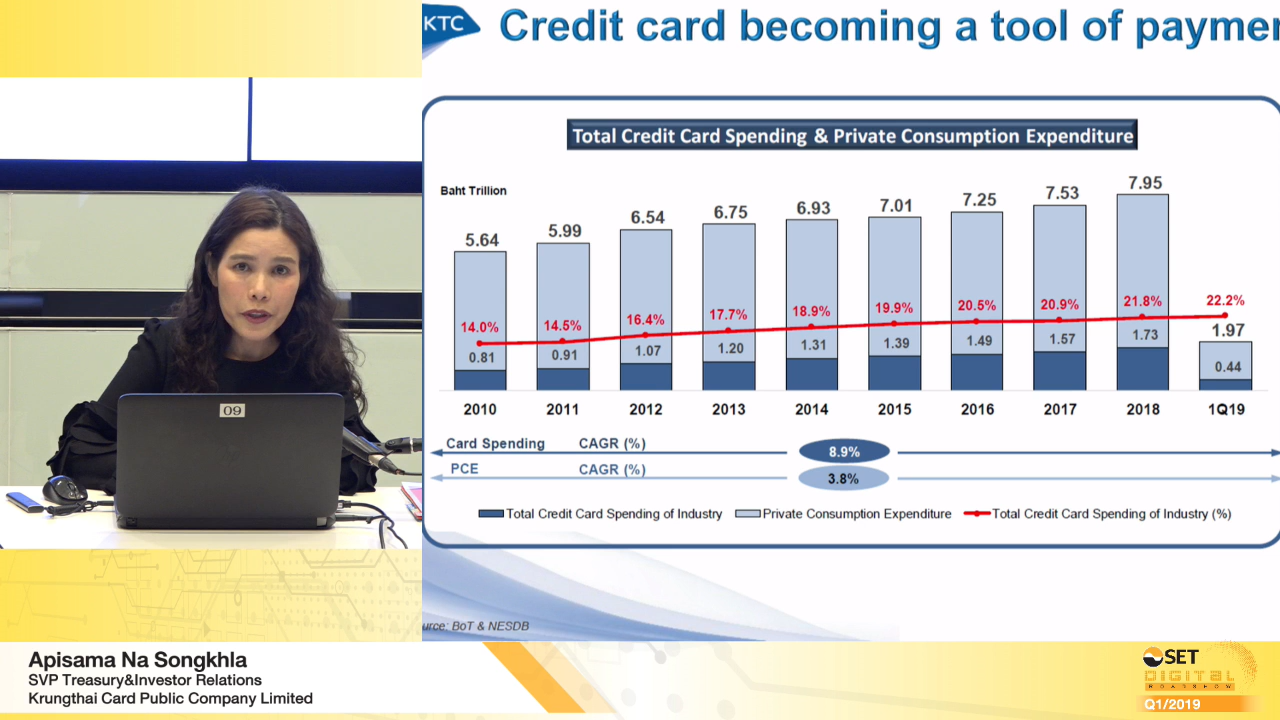 KTC
Credit card becoming a tool of payme
Total Credit Card Spending & Private Consumption Expenditure
Baht Trillion
5.64 5.99 6.54 6.75 6.93 7.01 7.25 7.53 7.95
14.0% 14.5% 16.4% 17.7% 18.9% 19.9% 20.5% 20.9% 21.8% 22.2%
1.97
0.81 0.91 1.07 1.20 1.31 1.39 1.49 1.57 1.73 0.44
2010 2011 2012 2013 2014 2015 2016 2017 2018 1Q19
Card Spending CAGR (%) 8.9%
PCE CAGR (%) 3.8%
Total Credit Card Spending of Industry Private Consumption Expenditure Total Credit Card Spending of Industry (%)
urce: BoT & NESDB
09
Apisama Na Songkhla
SVP Treasury&Investor Relations
Krungthai Card Public Company Limited
SET
DIGITAL
ROADSHOW
Q1/2019